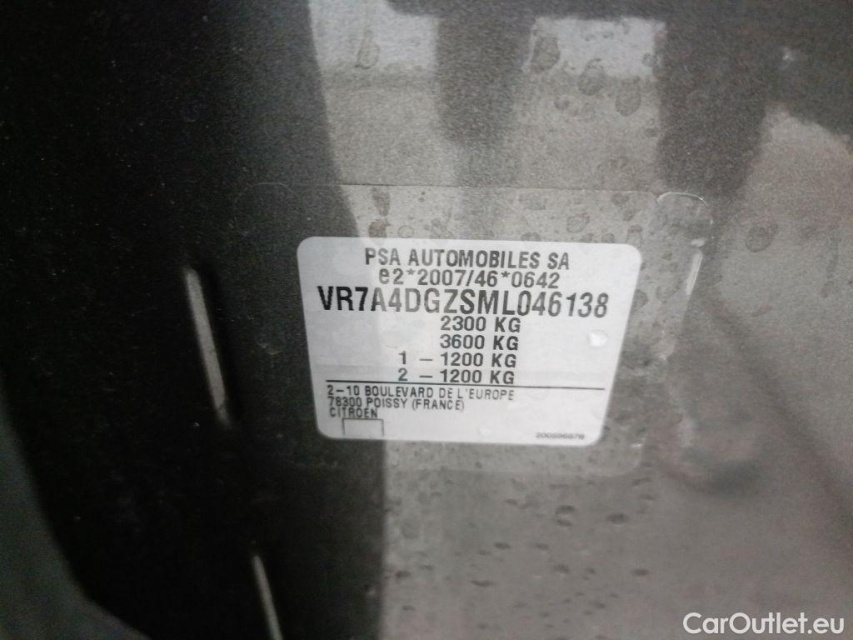 PSA AUTOMOBILES SA
e2*2007/46*0642
VR7A4DGZSML046138
2300 KG
3600 KG
1 – 1200 KG
2 – 1200 KG
2–10 BOULEVARD DE L'EUROPE
78300 POISSY (FRANCE)
CITROEN
CarOutlet.eu